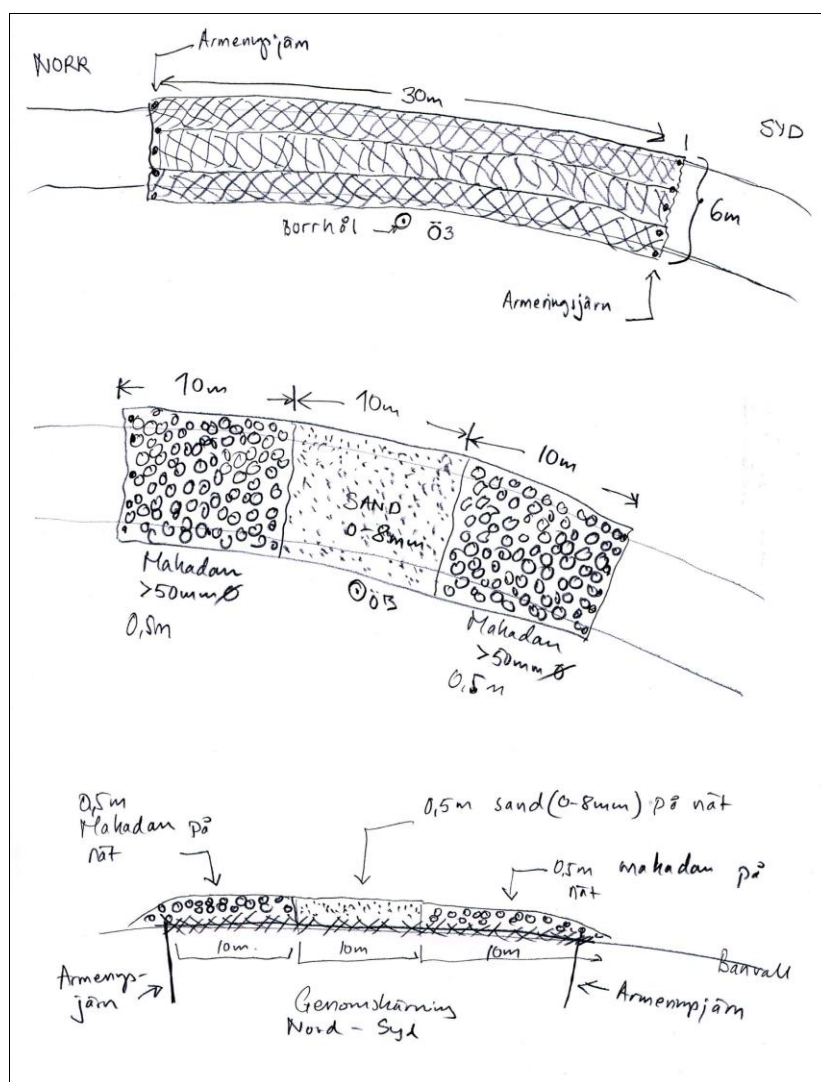 NORR
Armeringsjärn
30m
SYD
6m
Borrhål
Ö3
Armeringsjärn
10m
10m
10m
SAND
0-8mm
Makadam
>50mmØ
0,5m
Ö3
Makadam
>50mmØ
0,5m
0,5m
Makadam på
nät
0,5m sand (0-8mm) på nät
0,5m makadam på
nät
10m.
10m
10m
Banvall
Armerings-
järn
Armeringsjärn
Genomskärning
Nord - Syd